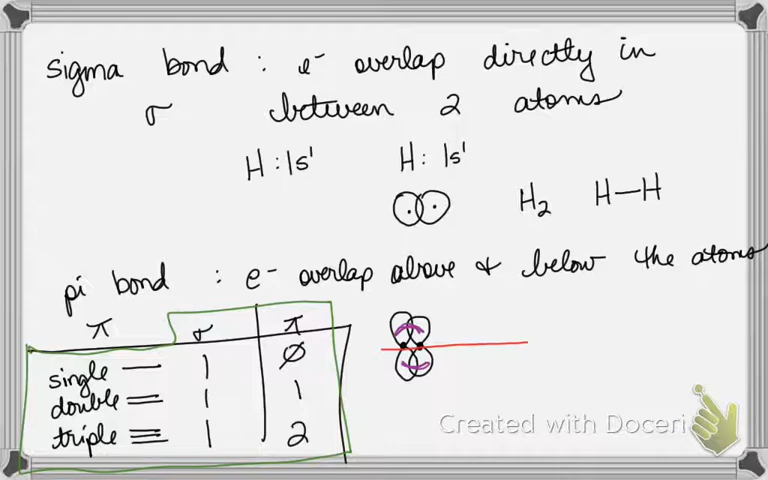 sigma bond : e⁻ overlap directly in
σ between 2 atoms
H : 1s¹ H : 1s¹
H₂ H—H
pi bond : e⁻ overlap above & below the atoms
π σ π
single — 1 ∅
double = 1 1
triple ≡ 1 2
Created with Doceri